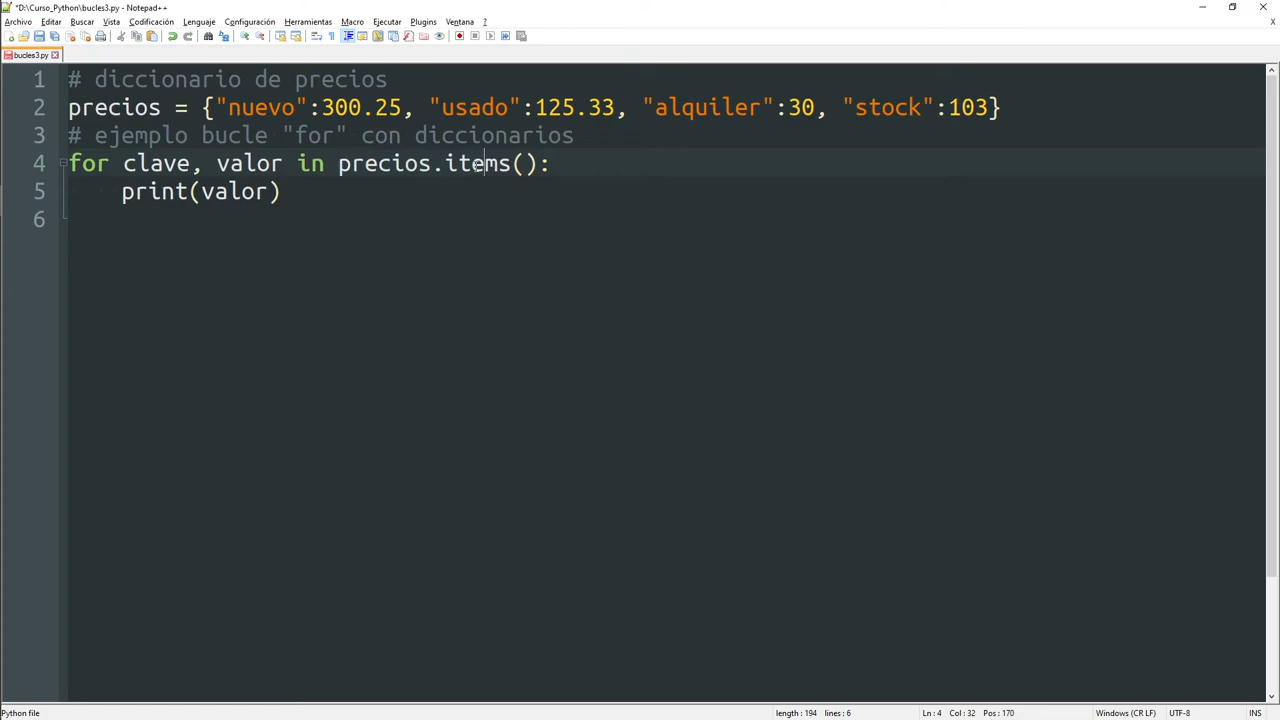 *D:\Curso_Python\bucles3.py - Notepad++
Archivo Editar Buscar Vista Codificación Lenguaje Configuración Herramientas Macro Ejecutar Plugins Ventana ? X
bucles3.py
1 # diccionario de precios
2 precios = {"nuevo":300.25, "usado":125.33, "alquiler":30, "stock":103}
3 # ejemplo bucle "for" con diccionarios
4 for clave, valor in precios.items():
5 print(valor)
6
Python file length : 194 lines : 6 Ln : 4 Col : 32 Pos : 170 Windows (CR LF) UTF-8 INS